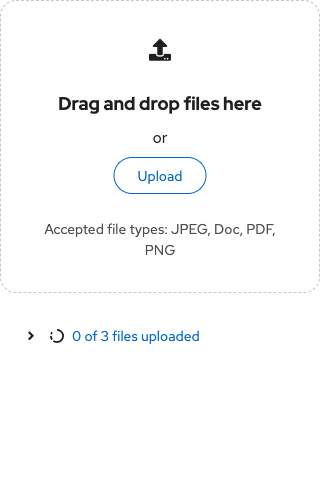 Drag and drop files here
or
Upload
Accepted file types: JPEG, Doc, PDF,
PNG
0 of 3 files uploaded